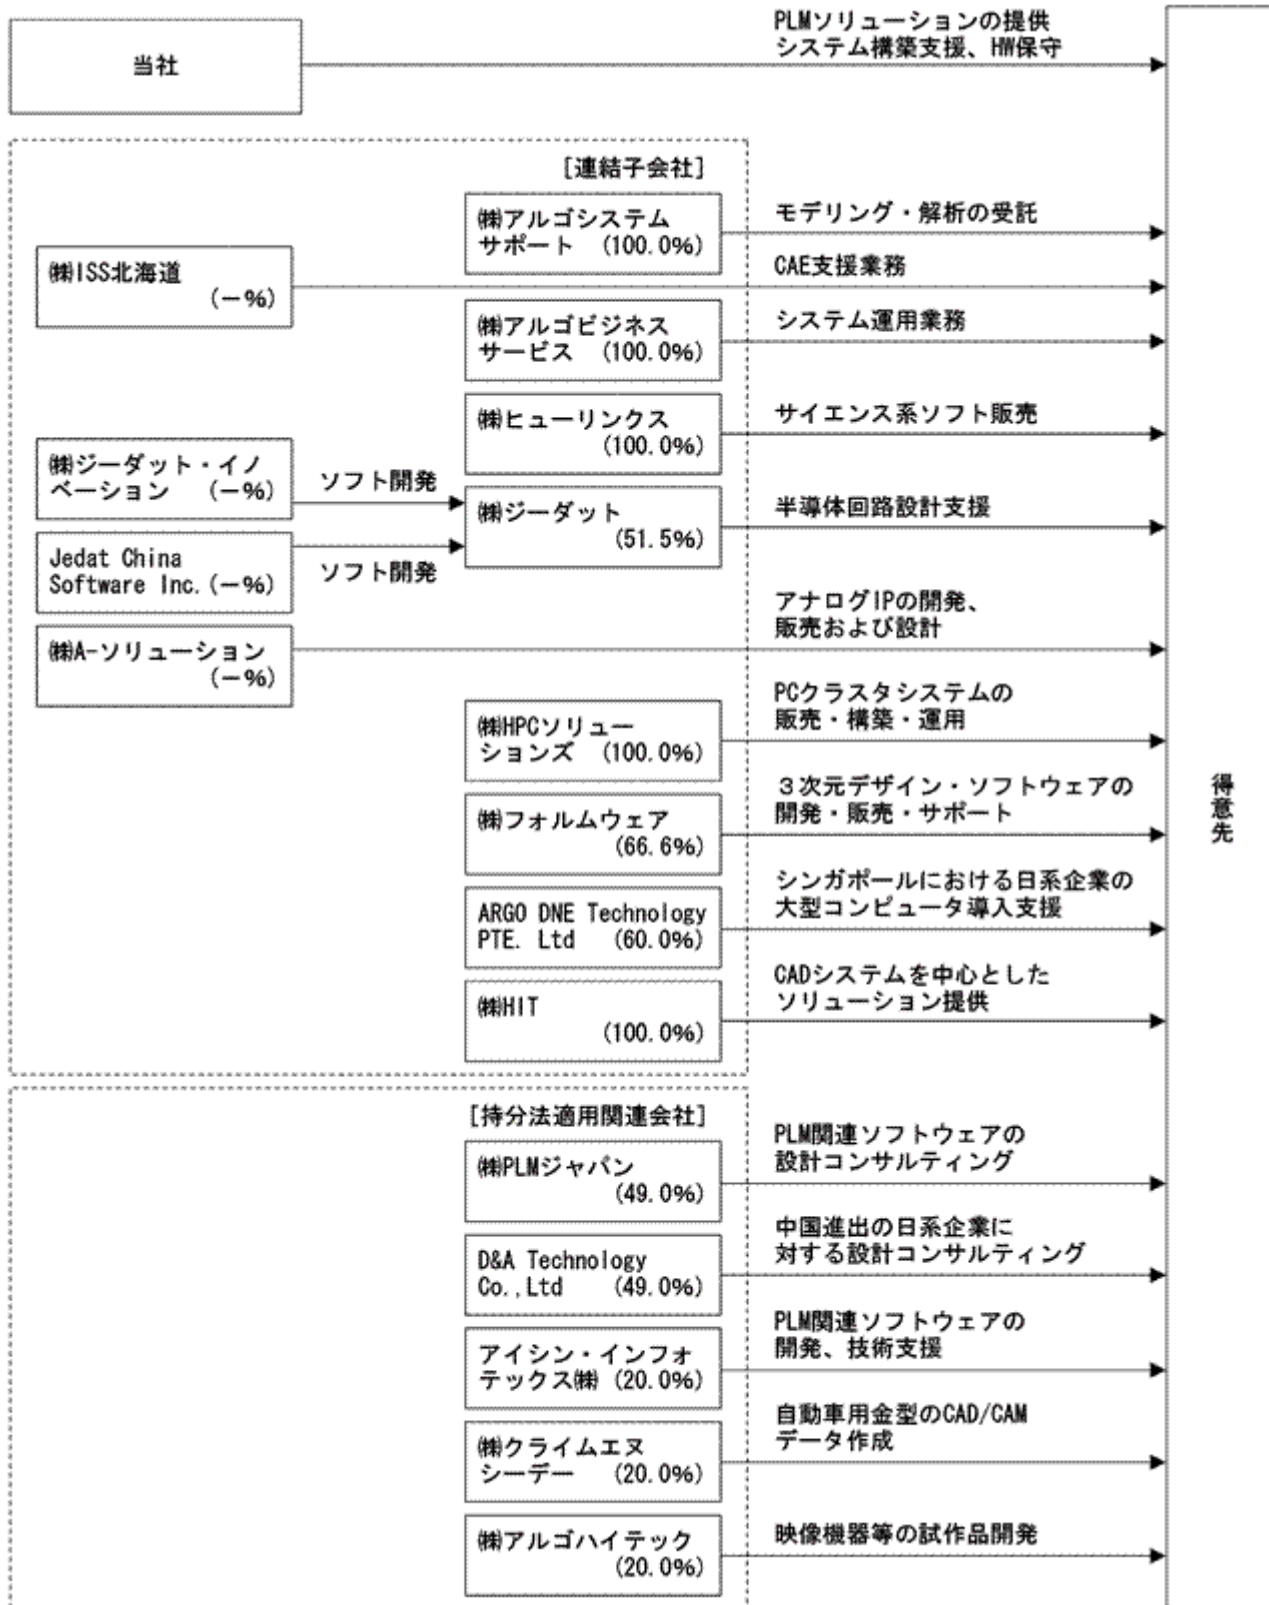 当社
PLMソリューションの提供
システム構築支援、HW保守
[連結子会社]
㈱アルゴシステム
サポート (100.0%)
モデリング・解析の受託
㈱ISS北海道
(－%)
CAE支援業務
㈱アルゴビジネス
サービス (100.0%)
システム運用業務
㈱ヒューリンクス
(100.0%)
サイエンス系ソフト販売
㈱ジーダット・イノ
ベーション (－%)
ソフト開発
㈱ジーダット
(51.5%)
半導体回路設計支援
Jedat China
Software Inc.(－%)
ソフト開発
㈱A-ソリューション
(－%)
アナログIPの開発、
販売および設計
㈱HPCソリュー
ションズ (100.0%)
PCクラスタシステムの
販売・構築・運用
㈱フォルムウェア
(66.6%)
３次元デザイン・ソフトウェアの
開発・販売・サポート
ARGO DNE Technology
PTE. Ltd (60.0%)
シンガポールにおける日系企業の
大型コンピュータ導入支援
㈱HIT
(100.0%)
CADシステムを中心とした
ソリューション提供
得意先
[持分法適用関連会社]
㈱PLMジャパン
(49.0%)
PLM関連ソフトウェアの
設計コンサルティング
D&A Technology
Co.,Ltd (49.0%)
中国進出の日系企業に
対する設計コンサルティング
アイシン・インフォ
テックス㈱ (20.0%)
PLM関連ソフトウェアの
開発、技術支援
㈱クライムエヌ
シーデー (20.0%)
自動車用金型のCAD/CAM
データ作成
㈱アルゴハイテック
(20.0%)
映像機器等の試作品開発